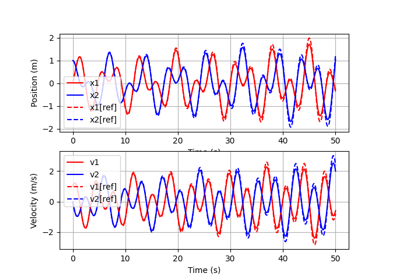 2
1
0
−1
−2
Position (m)
x1
x2
x1[ref]
x2[ref]
0 10 20 30 40 50
Time (s)
2
0
−2
Velocity (m/s)
v1
v2
v1[ref]
v2[ref]
0 10 20 30 40 50
Time (s)